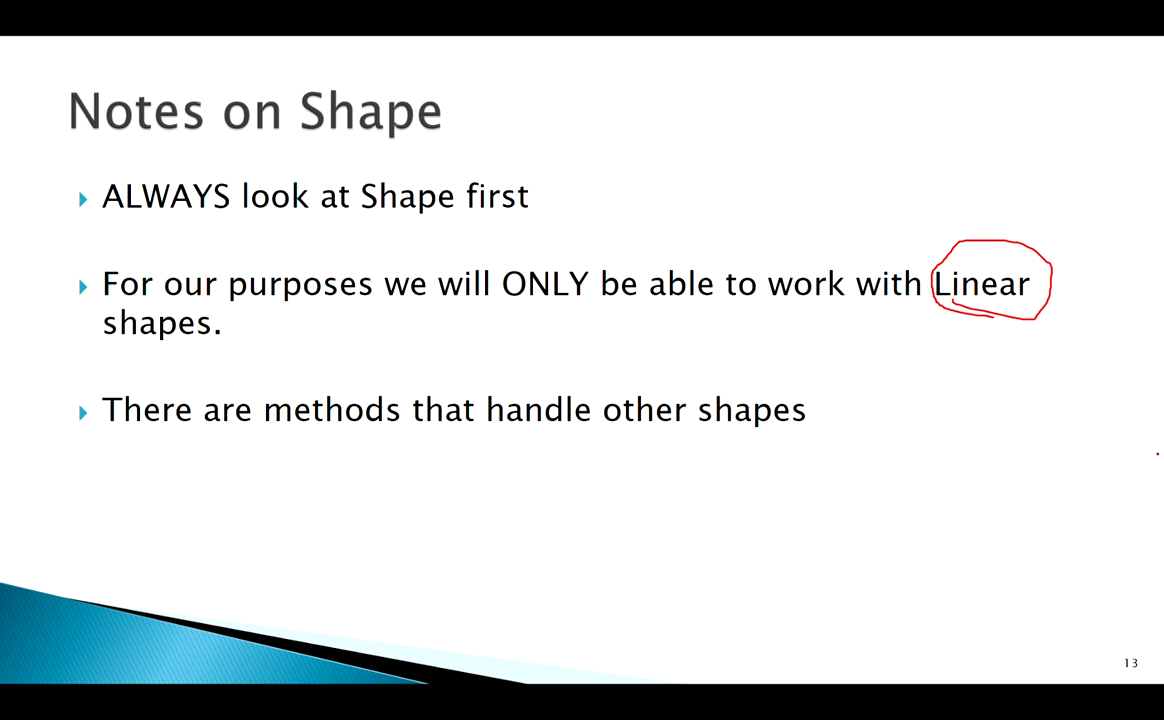 Notes on Shape
ALWAYS look at Shape first
For our purposes we will ONLY be able to work with Linear
shapes.
There are methods that handle other shapes
13